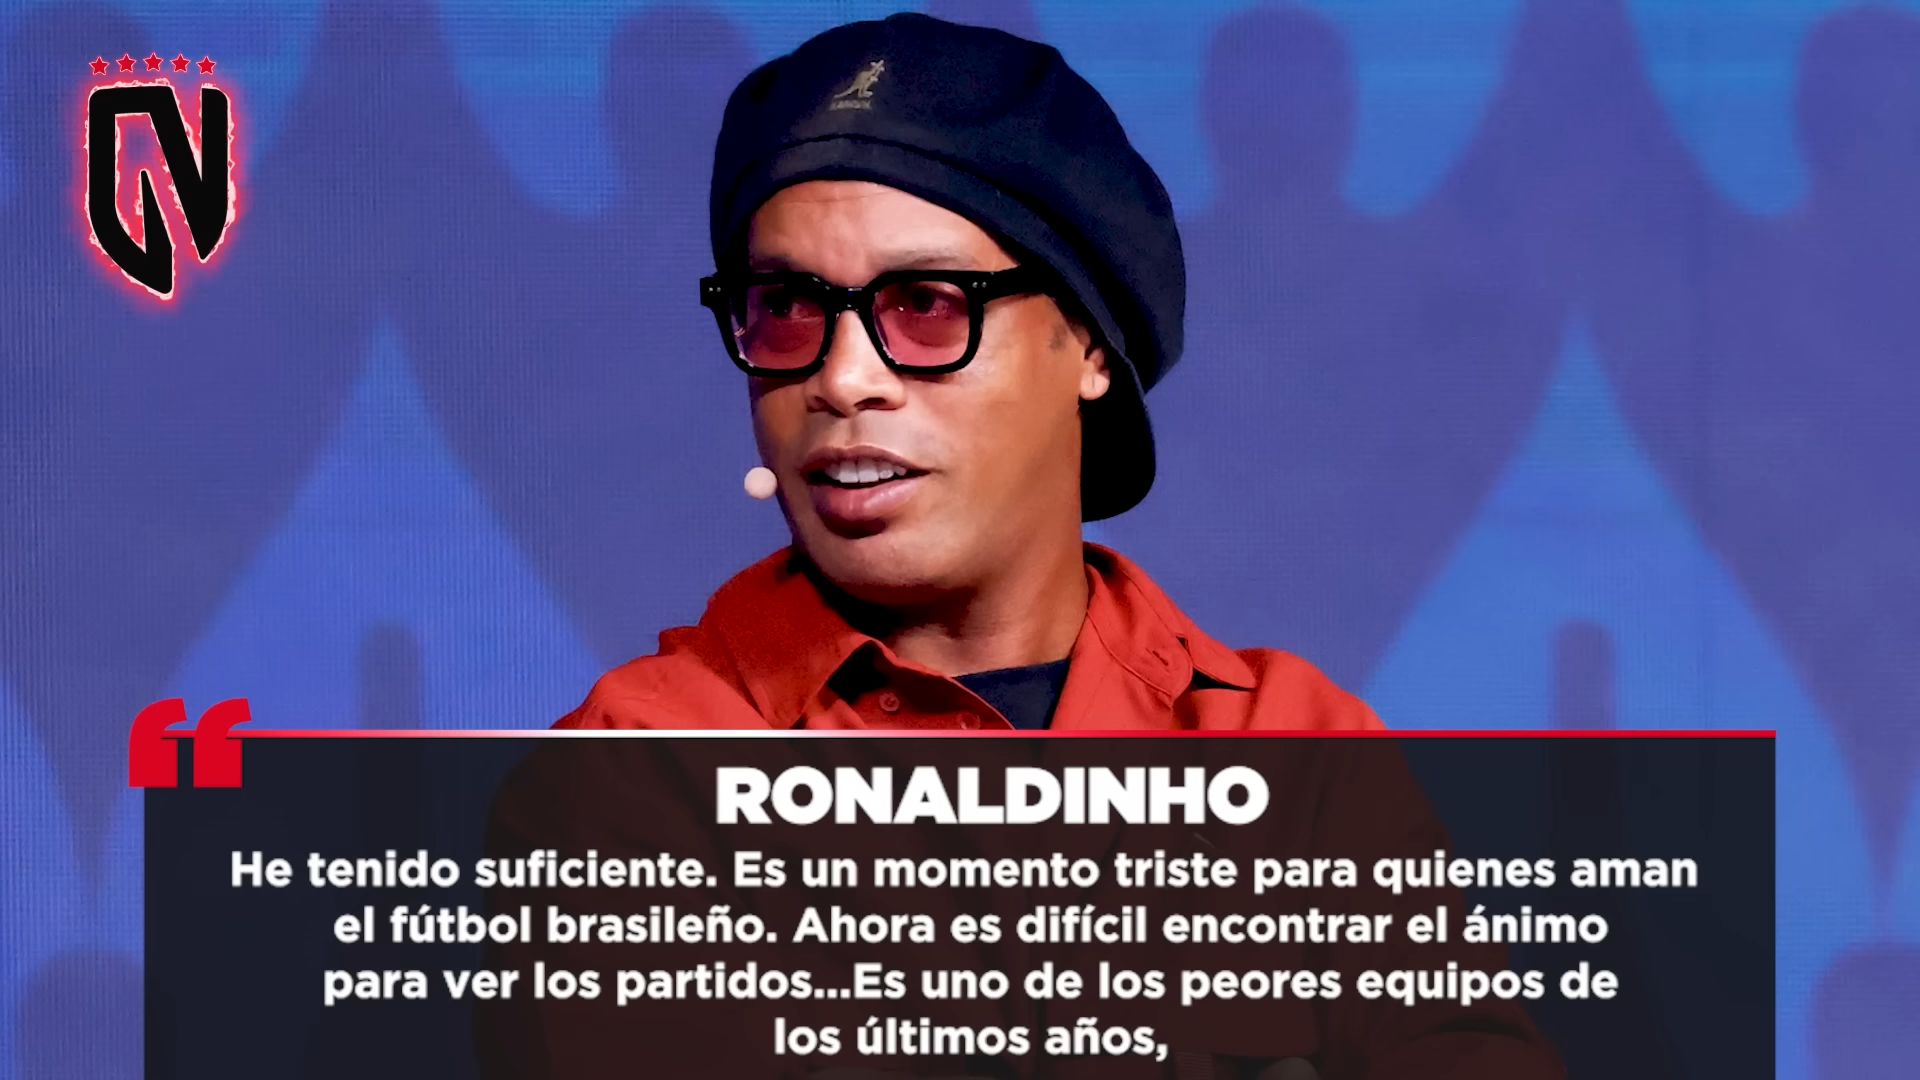 RONALDINHO
He tenido suficiente. Es un momento triste para quienes aman
el fútbol brasileño. Ahora es difícil encontrar el ánimo
para ver los partidos...Es uno de los peores equipos de
los últimos años,